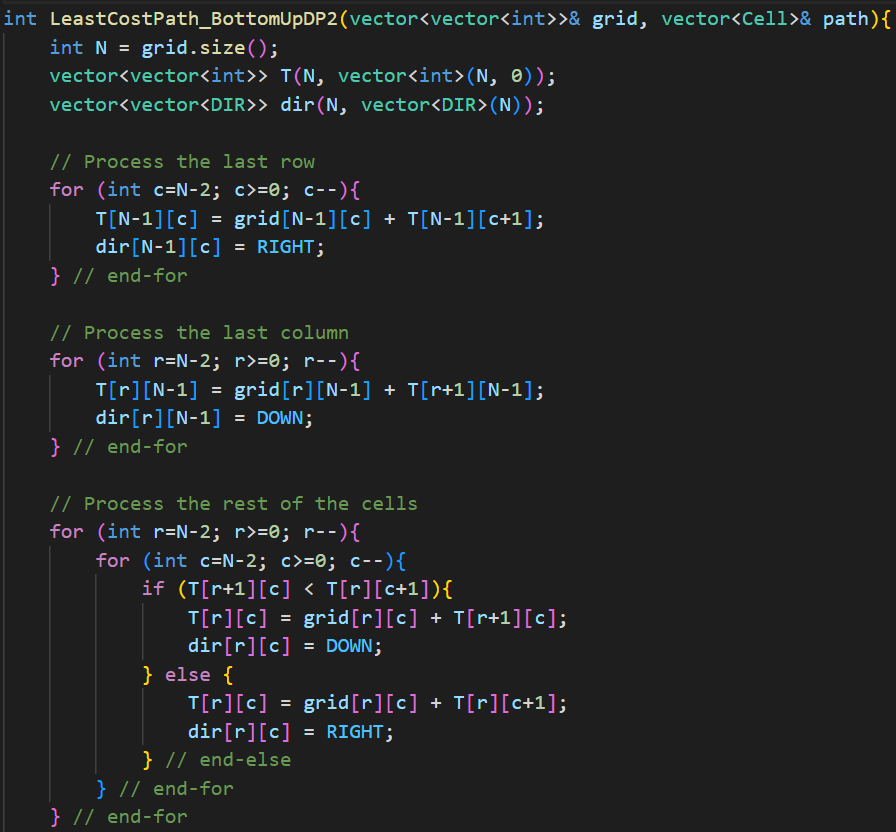 int LeastCostPath_BottomUpDP2(vector<vector<int>>& grid, vector<Cell>& path){
    int N = grid.size();
    vector<vector<int>> T(N, vector<int>(N, 0));
    vector<vector<DIR>> dir(N, vector<DIR>(N));

    // Process the last row
    for (int c=N-2; c>=0; c--){
        T[N-1][c] = grid[N-1][c] + T[N-1][c+1];
        dir[N-1][c] = RIGHT;
    } // end-for

    // Process the last column
    for (int r=N-2; r>=0; r--){
        T[r][N-1] = grid[r][N-1] + T[r+1][N-1];
        dir[r][N-1] = DOWN;
    } // end-for

    // Process the rest of the cells
    for (int r=N-2; r>=0; r--){
        for (int c=N-2; c>=0; c--){
            if (T[r+1][c] < T[r][c+1]){
                T[r][c] = grid[r][c] + T[r+1][c];
                dir[r][c] = DOWN;
            } else {
                T[r][c] = grid[r][c] + T[r][c+1];
                dir[r][c] = RIGHT;
            } // end-else
        } // end-for
    } // end-for